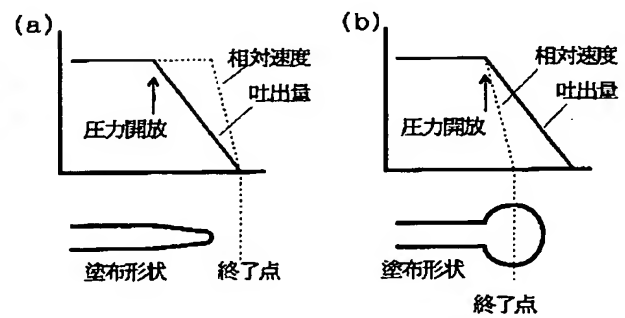 (a)
相対速度
吐出量
圧力開放
塗布形状
終了点
(b)
相対速度
吐出量
圧力開放
塗布形状
終了点